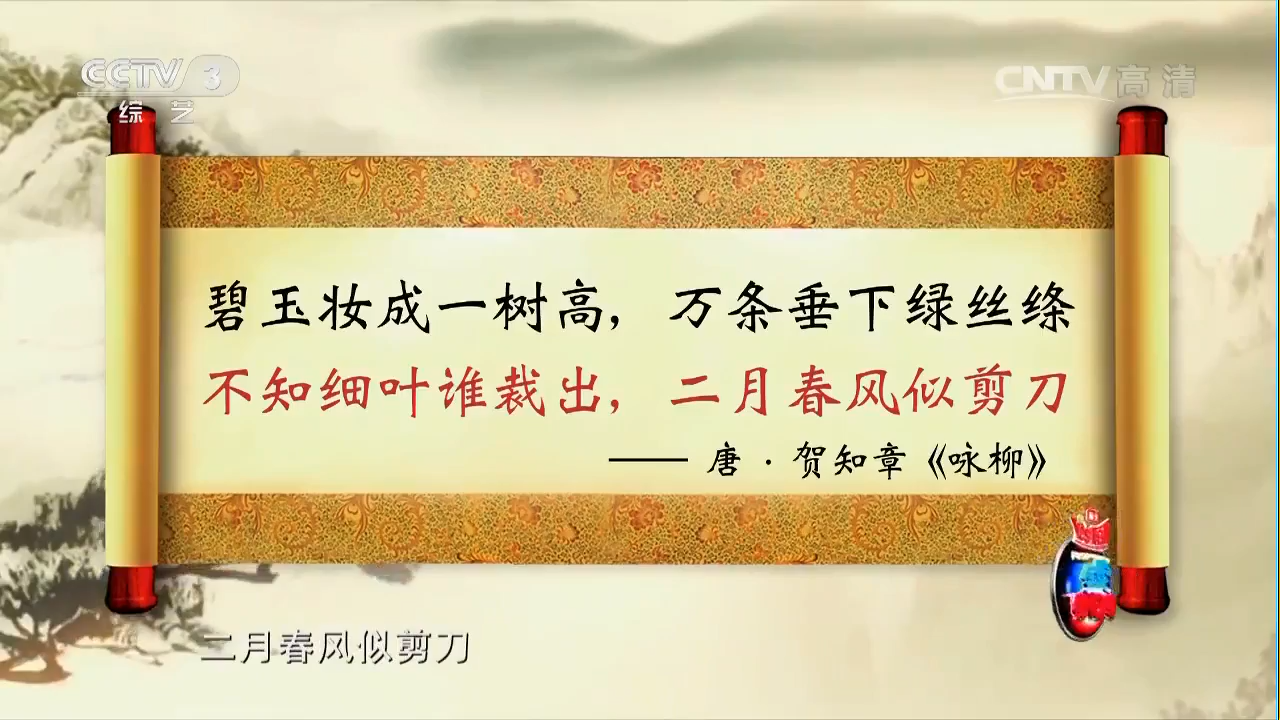 CCTV 3
综艺
CNTV高清
碧玉妆成一树高，万条垂下绿丝绦
不知细叶谁裁出，二月春风似剪刀
—— 唐·贺知章《咏柳》
二月春风似剪刀